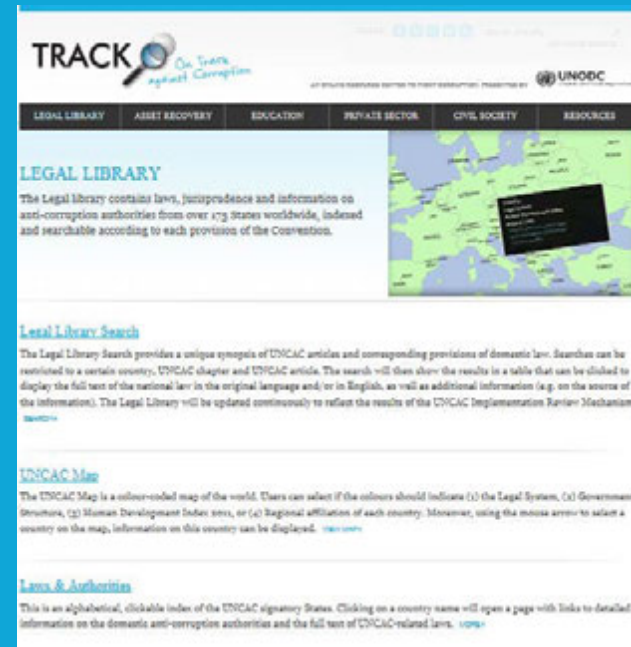 TRACK
On Track
against Corruption
UNODC
LEGAL LIBRARY ASSET RECOVERY EDUCATION PRIVATE SECTOR CIVIL SOCIETY RESOURCES
LEGAL LIBRARY
The Legal library contains laws, jurisprudence and information on
anti-corruption authorities from over 175 States worldwide, indexed
and searchable according to each provision of the Convention.
Legal Library Search
The Legal Library Search provides a unique synopsis of UNCAC articles and corresponding provisions of domestic law. Searches can be
restricted to a certain country, UNCAC chapter and UNCAC article. The search will then show the results in a table that can be clicked to
display the full text of the national law in the original language and/or in English, as well as additional information (e.g. on the source of
the information). The Legal Library will be updated continuously to reflect the results of the UNCAC Implementation Review Mechanism
UNCAC Map
The UNCAC Map is a colour-coded map of the world. Users can select if the colours should indicate (1) the Legal System, (2) Government
Structure, (3) Human Development Index 2011, or (4) Regional affiliation of each country. Moreover, using the mouse arrow to select a
country on the map, information on this country can be displayed.
Laws & Authorities
This is an alphabetical, clickable index of the UNCAC signatory States. Clicking on a country name will open a page with links to detailed
information on the domestic anti-corruption authorities and the full text of UNCAC-related laws.